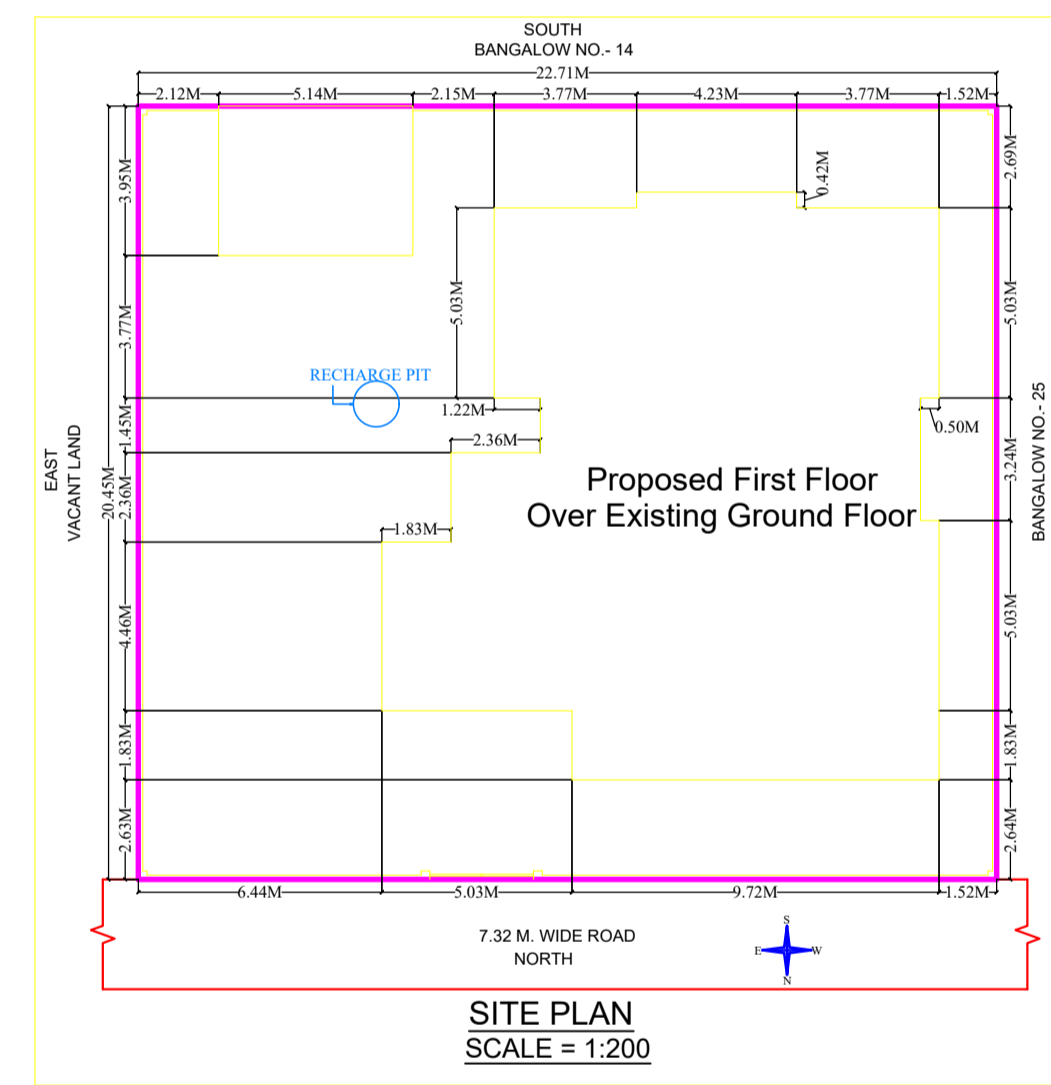 SOUTH
BANGALOW NO.- 14
22.71M
2.12M 5.14M 2.15M 3.77M 4.23M 3.77M 1.52M
3.95M
0.42M
2.69M
3.77M
5.03M
5.03M
RECHARGE PIT
1.22M
0.50M
1.45M
2.36M
3.24M
EAST
VACANT LAND
20.45M
2.36M
Proposed First Floor
Over Existing Ground Floor
BANGALOW NO.- 25
1.83M
4.46M
5.03M
1.83M
1.83M
2.63M
2.64M
6.44M 5.03M 9.72M 1.52M
7.32 M. WIDE ROAD
NORTH
S
E W
N
SITE PLAN
SCALE = 1:200